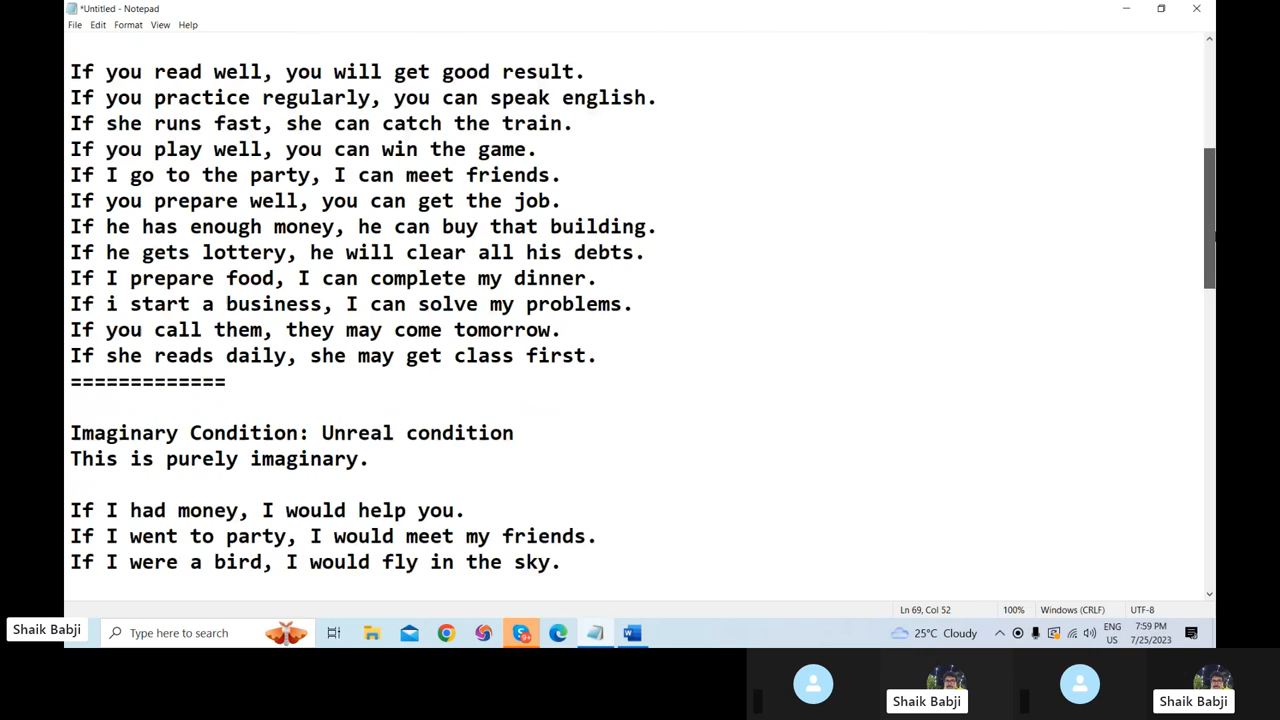 *Untitled - Notepad
File Edit Format View Help
If you read well, you will get good result.
If you practice regularly, you can speak english.
If she runs fast, she can catch the train.
If you play well, you can win the game.
If I go to the party, I can meet friends.
If you prepare well, you can get the job.
If he has enough money, he can buy that building.
If he gets lottery, he will clear all his debts.
If I prepare food, I can complete my dinner.
If i start a business, I can solve my problems.
If you call them, they may come tomorrow.
If she reads daily, she may get class first.
=============
Imaginary Condition: Unreal condition
This is purely imaginary.
If I had money, I would help you.
If I went to party, I would meet my friends.
If I were a bird, I would fly in the sky.
Ln 69, Col 52 100% Windows (CRLF) UTF-8
Shaik Babji
Type here to search
9+
W
25°C Cloudy
ENG
US
7:59 PM
7/25/2023
Shaik Babji
Shaik Babji